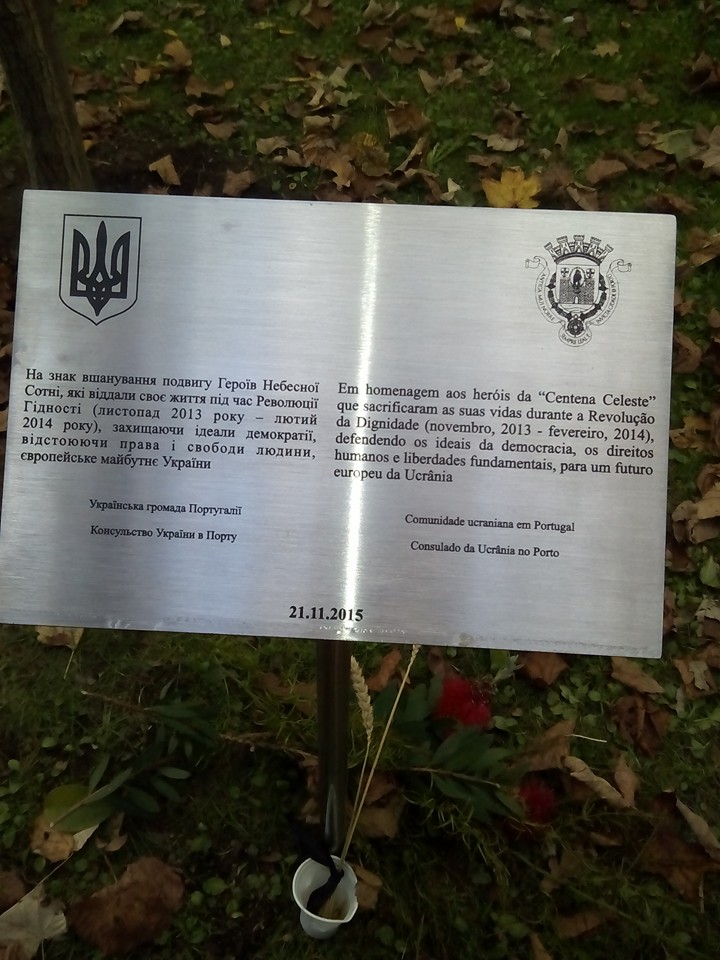 На знак вшанування подвигу Героїв Небесної
Сотні, які віддали своє життя під час Революції
Гідності (листопад 2013 року – лютий
2014 року), захищаючи ідеали демократії,
відстоюючи права і свободи людини,
європейське майбутнє України
Українська громада Португалії
Консульство України в Порту
Em homenagem aos heróis da “Centena Celeste”
que sacrificaram as suas vidas durante a Revolução
da Dignidade (novembro, 2013 - fevereiro, 2014),
defendendo os ideais da democracia, os direitos
humanos e liberdades fundamentais, para um futuro
europeu da Ucrânia
Comunidade ucraniana em Portugal
Consulado da Ucrânia no Porto
21.11.2015